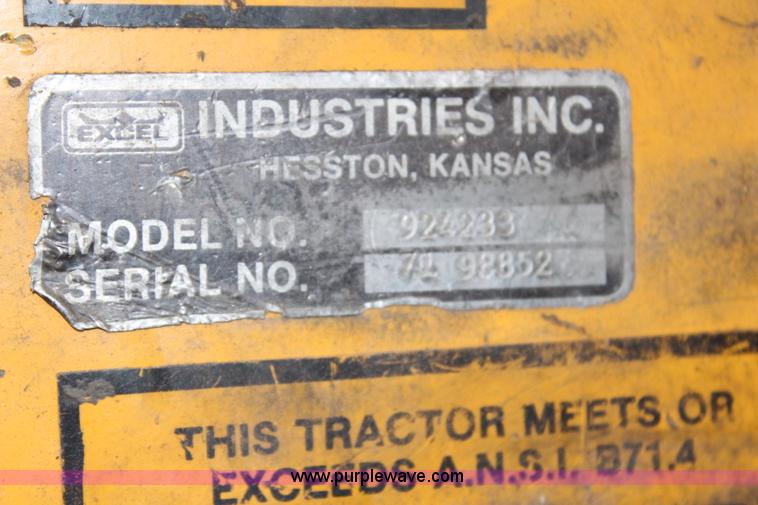 EXCEL INDUSTRIES INC.
HESSTON, KANSAS
MODEL NO. 924233
SERIAL NO. 98852
THIS TRACTOR MEETS OR
EXCEEDS A.N.S.I. B71.4
www.purplewave.com